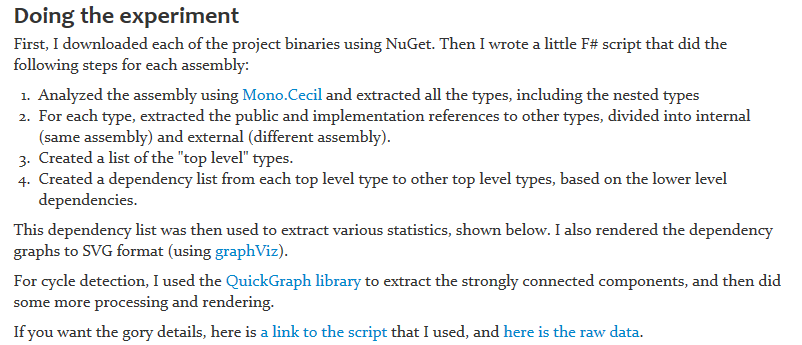 Doing the experiment
First, I downloaded each of the project binaries using NuGet. Then I wrote a little F# script that did the
following steps for each assembly:
1. Analyzed the assembly using Mono.Cecil and extracted all the types, including the nested types
2. For each type, extracted the public and implementation references to other types, divided into internal
(same assembly) and external (different assembly).
3. Created a list of the "top level" types.
4. Created a dependency list from each top level type to other top level types, based on the lower level
dependencies.
This dependency list was then used to extract various statistics, shown below. I also rendered the dependency
graphs to SVG format (using graphViz).
For cycle detection, I used the QuickGraph library to extract the strongly connected components, and then did
some more processing and rendering.
If you want the gory details, here is a link to the script that I used, and here is the raw data.